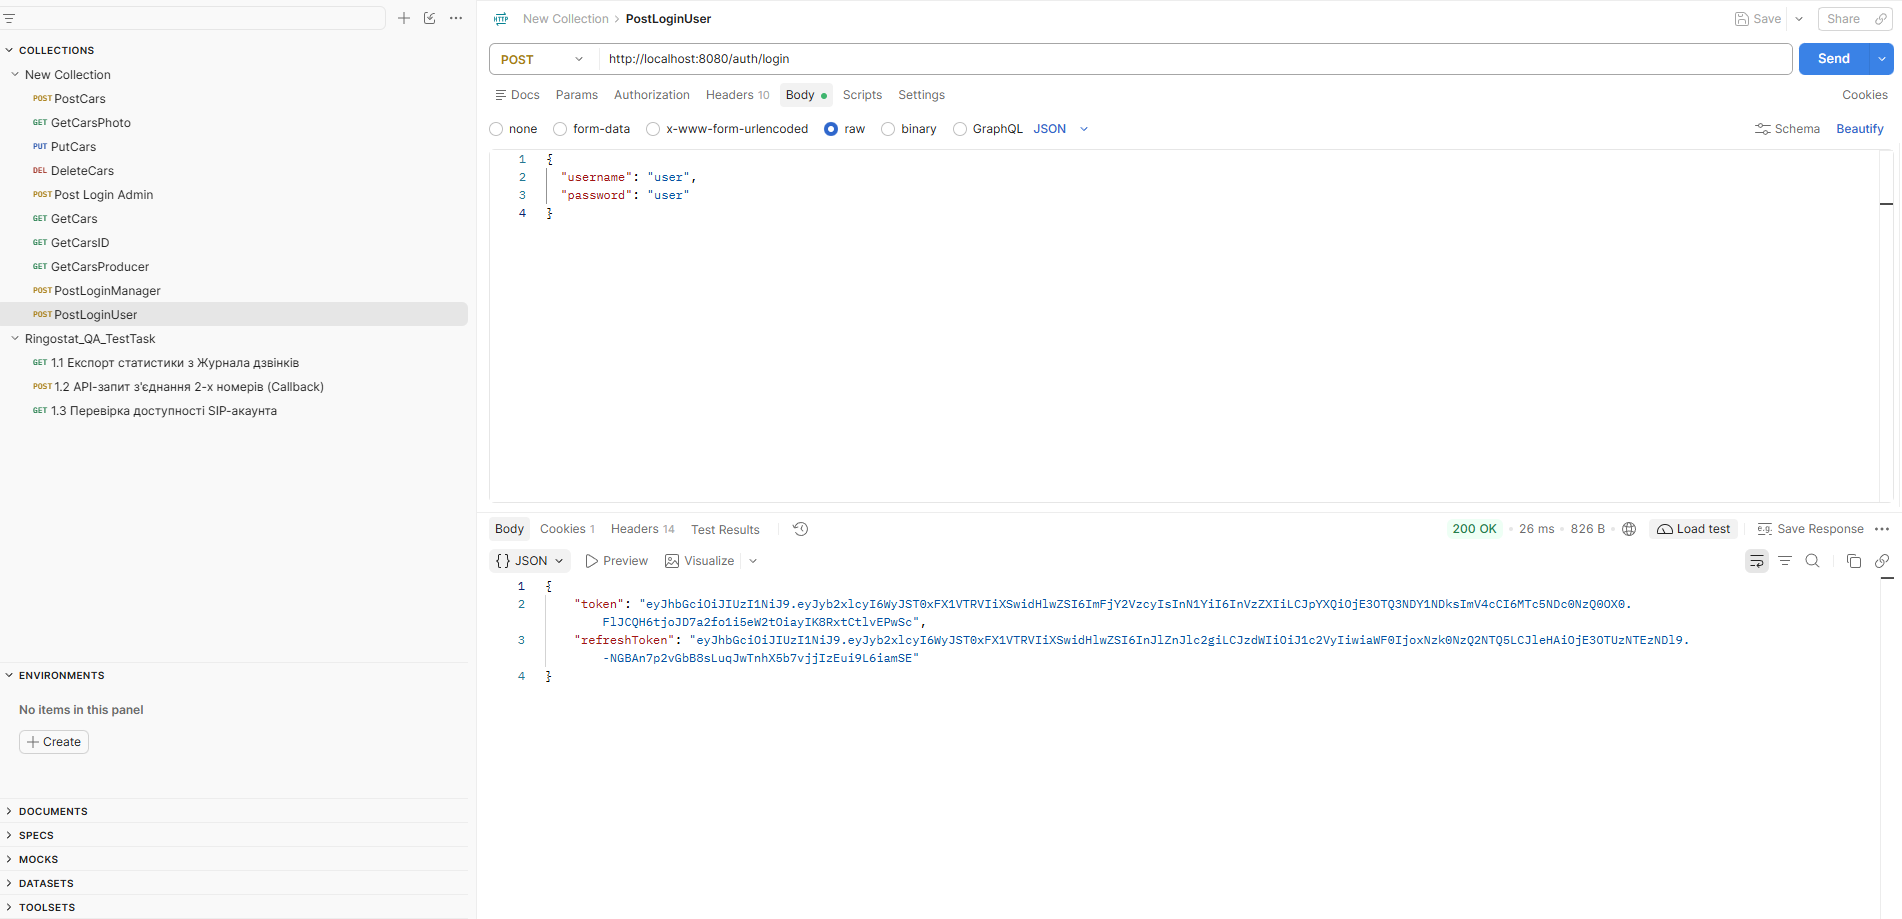 New Collection > PostLoginUser
Save
Share
COLLECTIONS
New Collection
POST PostCars
GET GetCarsPhoto
PUT PutCars
DEL DeleteCars
POST Post Login Admin
GET GetCars
GET GetCarsID
GET GetCarsProducer
POST PostLoginManager
POST PostLoginUser
Ringostat_QA_TestTask
GET 1.1 Експорт статистики з Журнала дзвінків
POST 1.2 API-запит з'єднання 2-х номерів (Callback)
GET 1.3 Перевірка доступності SIP-акаунта
ENVIRONMENTS
No items in this panel
Create
DOCUMENTS
SPECS
MOCKS
DATASETS
TOOLSETS
HTTP
POST http://localhost:8080/auth/login
Send
Docs Params Authorization Headers 10 Body Scripts Settings
Cookies
none form-data x-www-form-urlencoded raw binary GraphQL JSON
Schema Beautify
1 {
2 "username": "user",
3 "password": "user"
4 }
Body Cookies 1 Headers 14 Test Results
200 OK • 26 ms • 826 B •
Load test
e.g. Save Response
{} JSON Preview Visualize
1 {
2 "token": "eyJhbGciOiJIUzI1NiJ9.eyJyb2xlcyI6WyJST0xFX1VTRVIiXSwidHlwZSI6ImFjY2VzcyIsInN1YiI6InVzZXIiLCJpYXQiOjE3OTQ3NDY1NDksImV4cCI6MTc5NDc0NzQ0OX0.
FlJCQH6tjoJD7a2fo1i5eW2tOiayIK8RxtCtlvEPwSc",
3 "refreshToken": "eyJhbGciOiJIUzI1NiJ9.eyJyb2xlcyI6WyJST0xFX1VTRVIiXSwidHlwZSI6InJlZnJlc2giLCJzdWIiOiJ1c2VyIiwiaWF0IjoxNzk0NzQ2NTQ5LCJleHAiOjE3OTUzNTEzNDl9.
-NGBAn7p2vGbB8sLuqJwTnhX5b7vjjIzEui9L6iamSE"
4 }